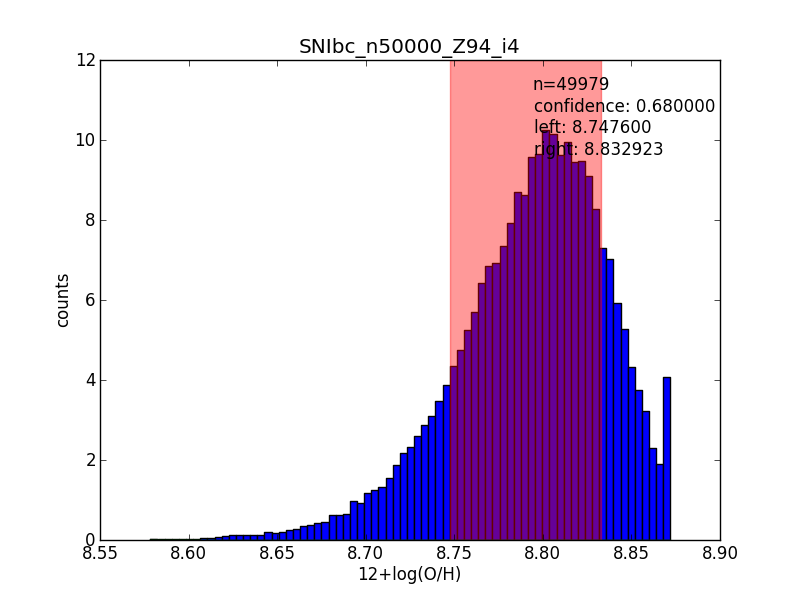 SNIbc_n50000_Z94_i4
12
n=49979
confidence: 0.680000
left: 8.747600
right: 8.832923
10
8
6
4
2
0
counts
8.55 8.60 8.65 8.70 8.75 8.80 8.85 8.90
12+log(O/H)